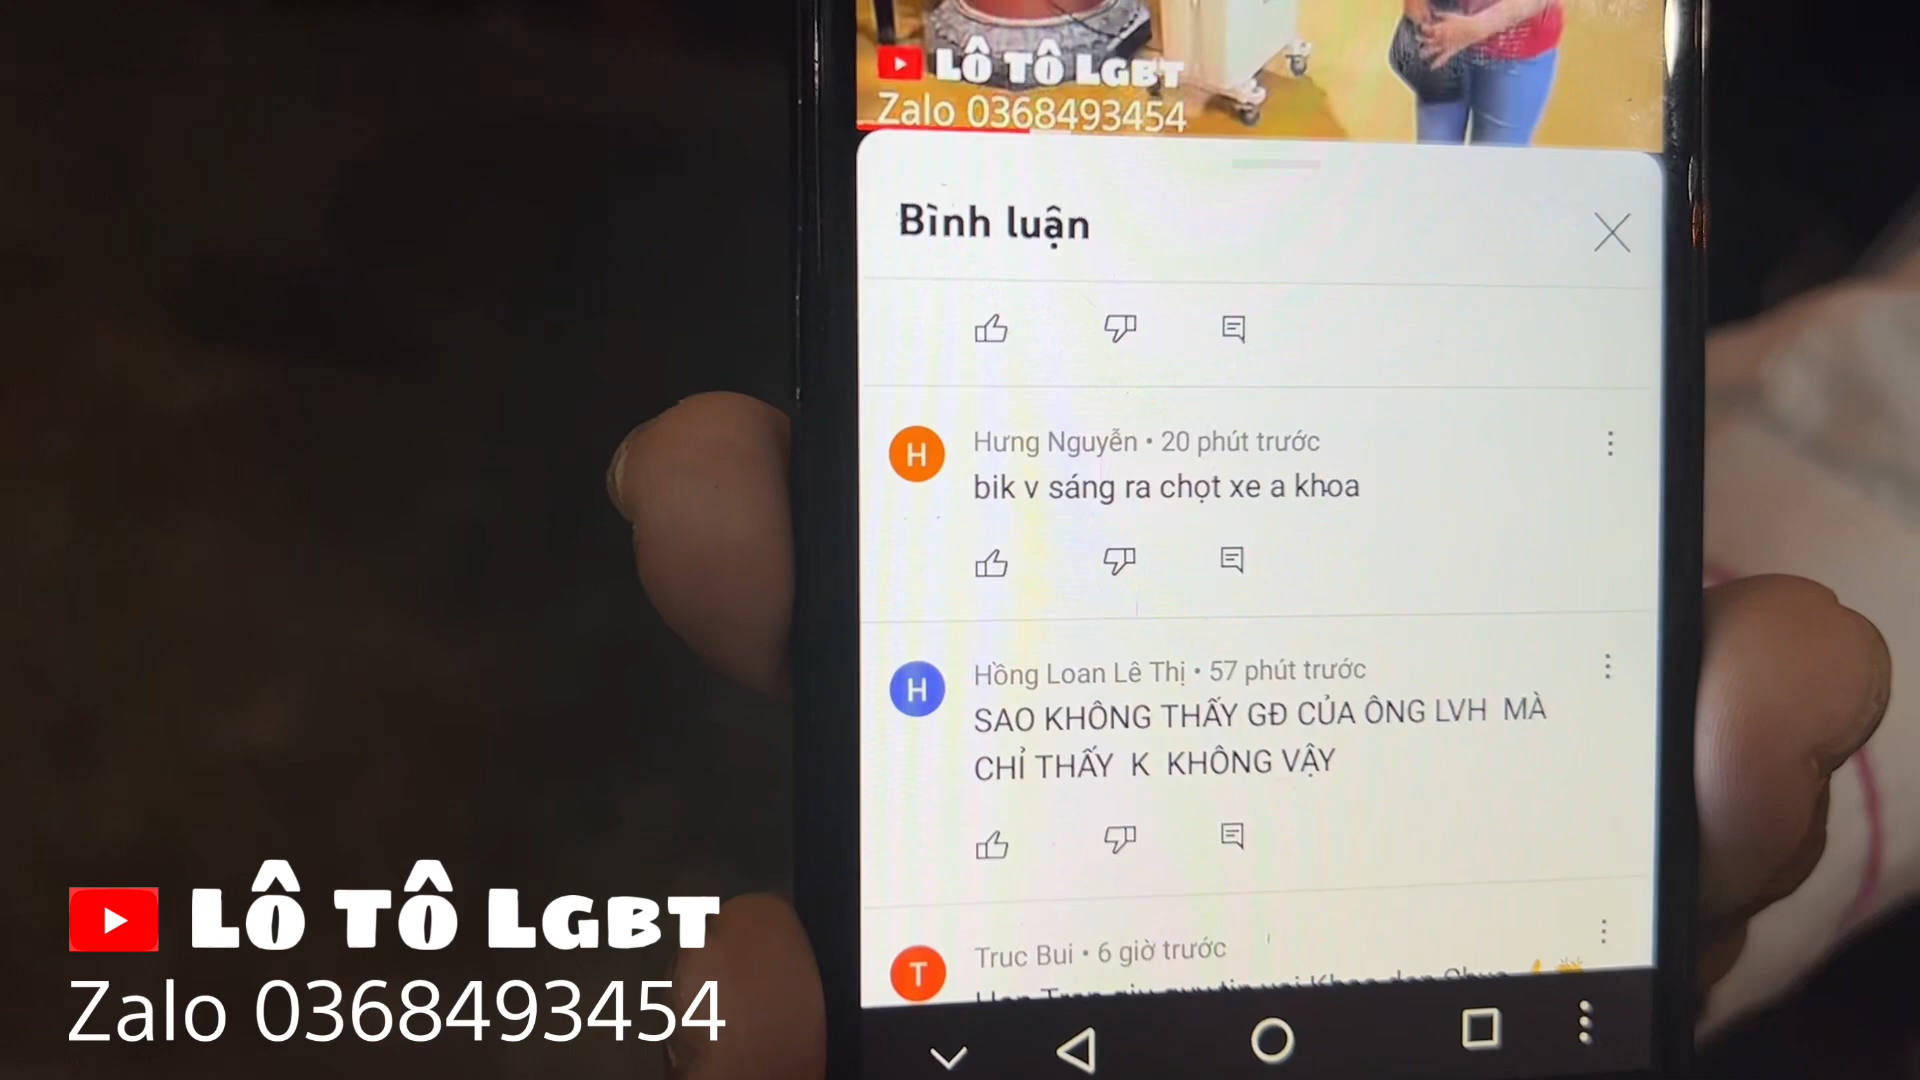 LÔ TÔ LGBT
Zalo 0368493454
Bình luận
H
Hưng Nguyễn • 20 phút trước
bik v sáng ra chọt xe a khoa
H
Hồng Loan Lê Thị • 57 phút trước
SAO KHÔNG THẤY GĐ CỦA ÔNG LVH MÀ
CHỈ THẤY K KHÔNG VẬY
T
Truc Bui • 6 giờ trước
LÔ TÔ LGBT
Zalo 0368493454